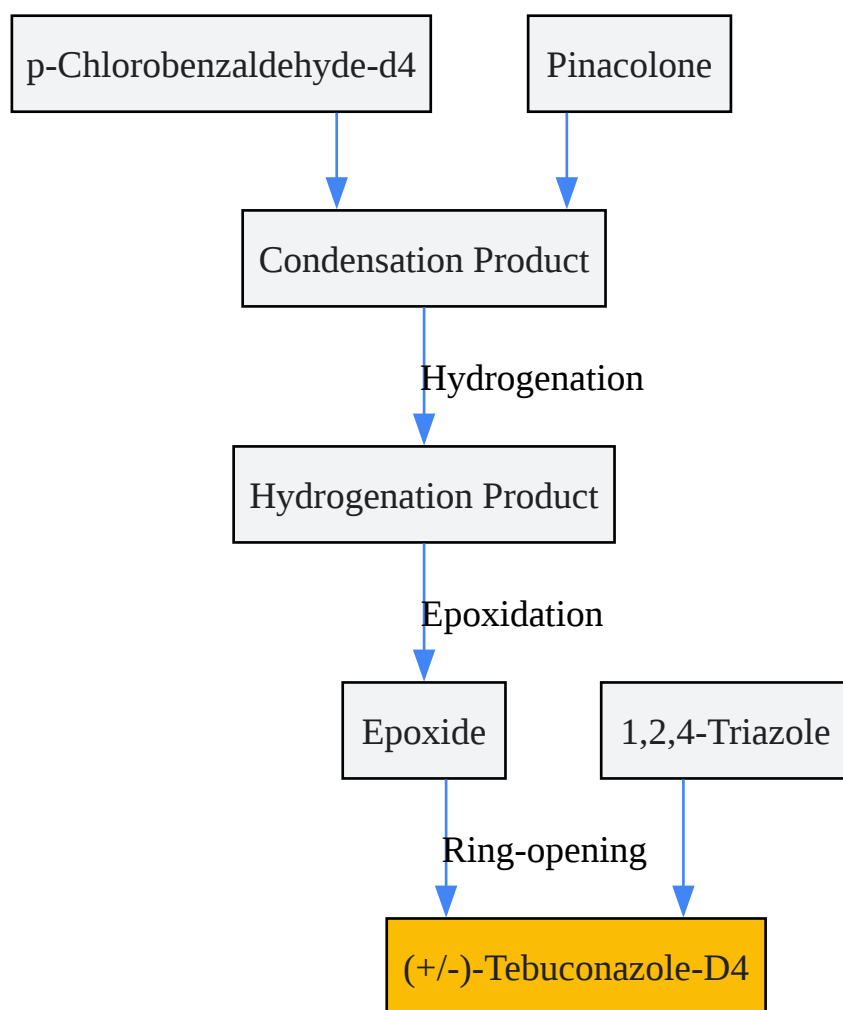 p-Chlorobenzaldehyde-d4
Pinacolone
Condensation Product
Hydrogenation
Hydrogenation Product
Epoxidation
Epoxide
1,2,4-Triazole
Ring-opening
(+/-)-Tebuconazole-D4